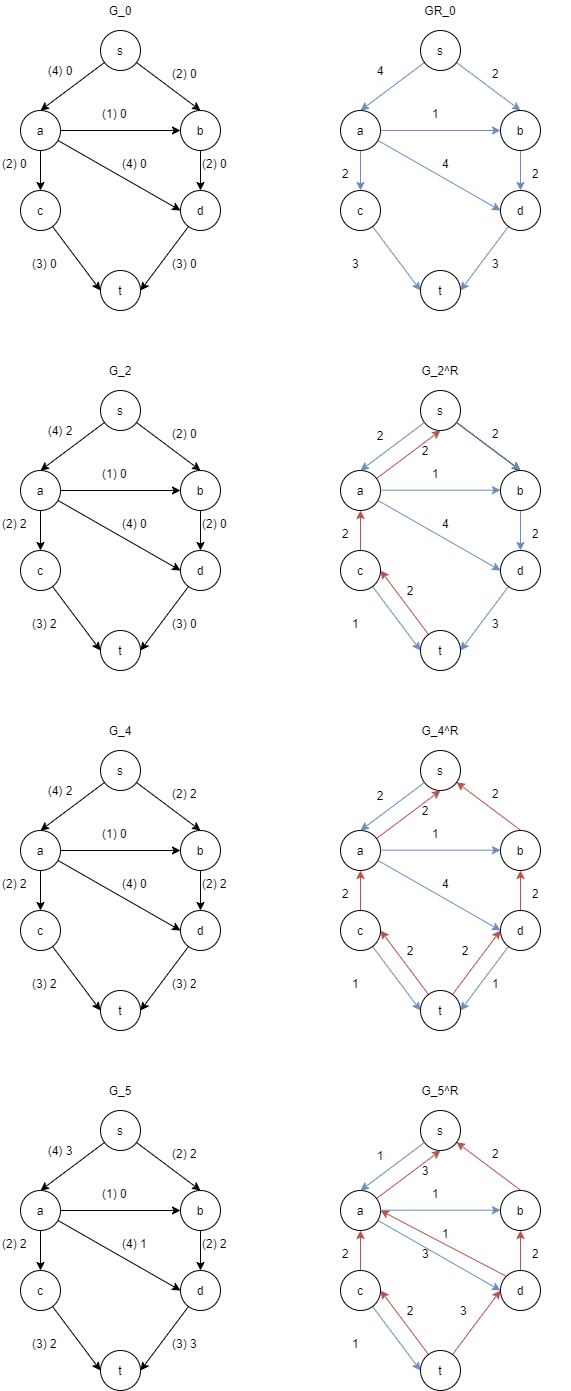 G_0 GR_0
s s
(4) 0 (2) 0 4 2
(1) 0 1
a b a b
(2) 0 (4) 0 (2) 0 2 4 2
c d c d
(3) 0 (3) 0 3 3
t t
G_2 G_2^R
s s
(4) 2 (2) 0 2 2 2
(1) 0 1
a b a b
(2) 2 (4) 0 (2) 0 2 4 2
c d c d
2
(3) 2 (3) 0 1 3
t t
G_4 G_4^R
s s
(4) 2 (2) 2 2 2 2
(1) 0 1
a b a b
(2) 2 (4) 0 (2) 2 2 4 2
c d c d
2 2
(3) 2 (3) 2 1 1
t t
G_5 G_5^R
s s
(4) 3 (2) 2 1 3 2
(1) 0 1
a b a b
(2) 2 (4) 1 (2) 2 2 3 1 2
c d c d
2 3
(3) 2 (3) 3 1
t t